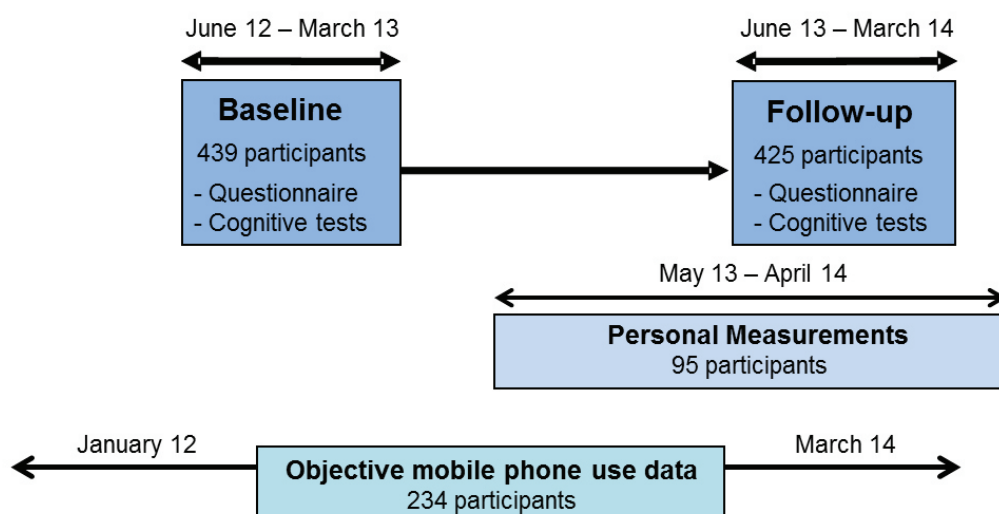 June 12 – March 13
June 13 – March 14
Baseline
439 participants
- Questionnaire
- Cognitive tests
Follow-up
425 participants
- Questionnaire
- Cognitive tests
May 13 – April 14
Personal Measurements
95 participants
January 12
March 14
Objective mobile phone use data
234 participants